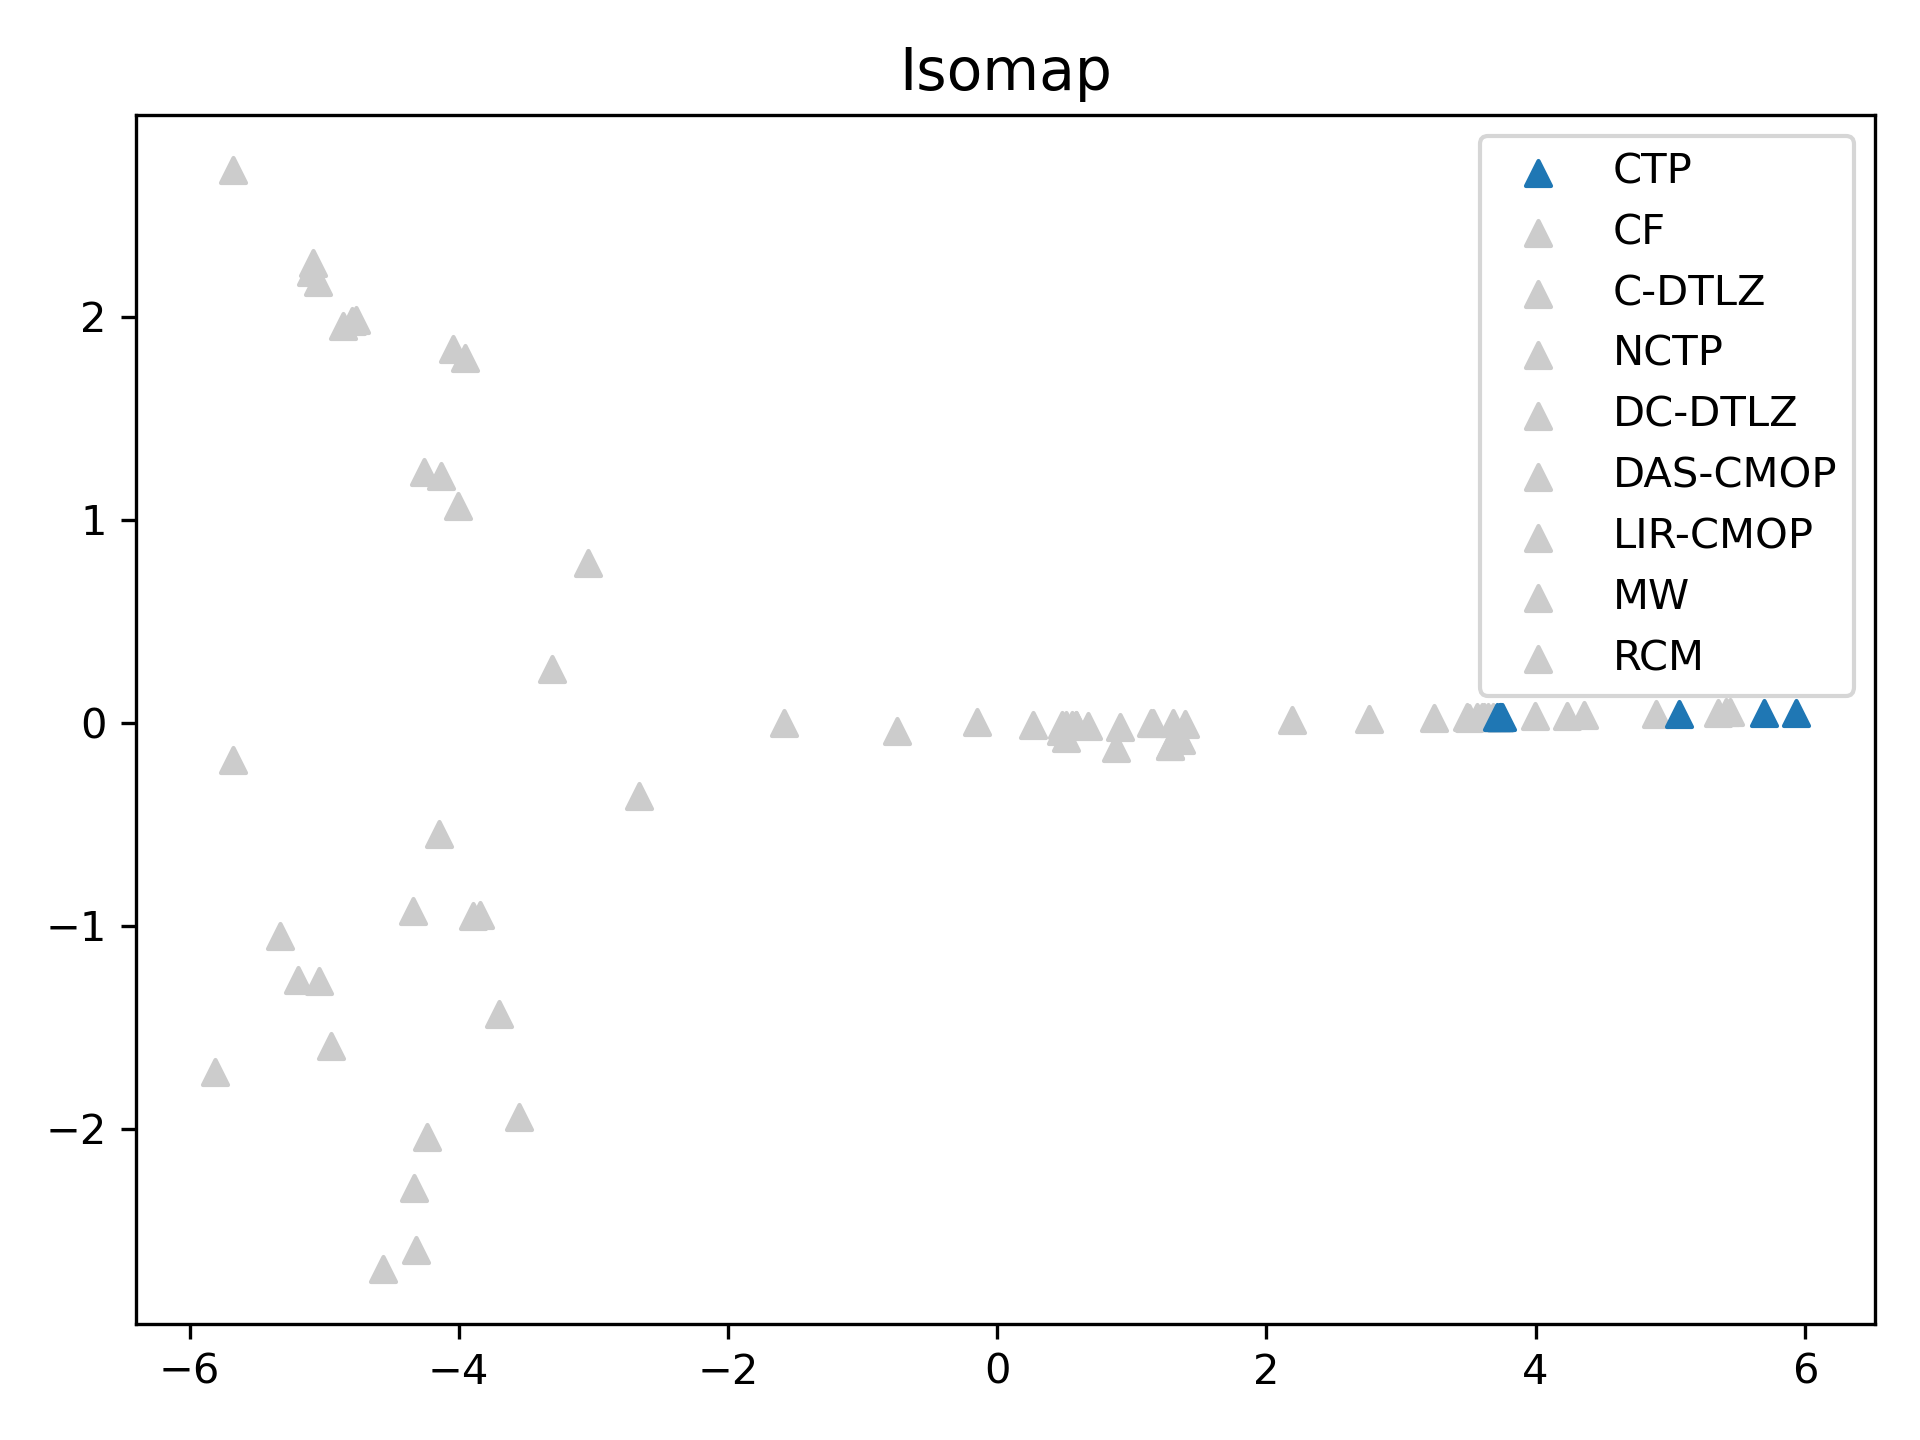 Isomap
CTP
CF
C-DTLZ
NCTP
DC-DTLZ
DAS-CMOP
LIR-CMOP
MW
RCM
2
1
0
−1
−2
−6 −4 −2 0 2 4 6